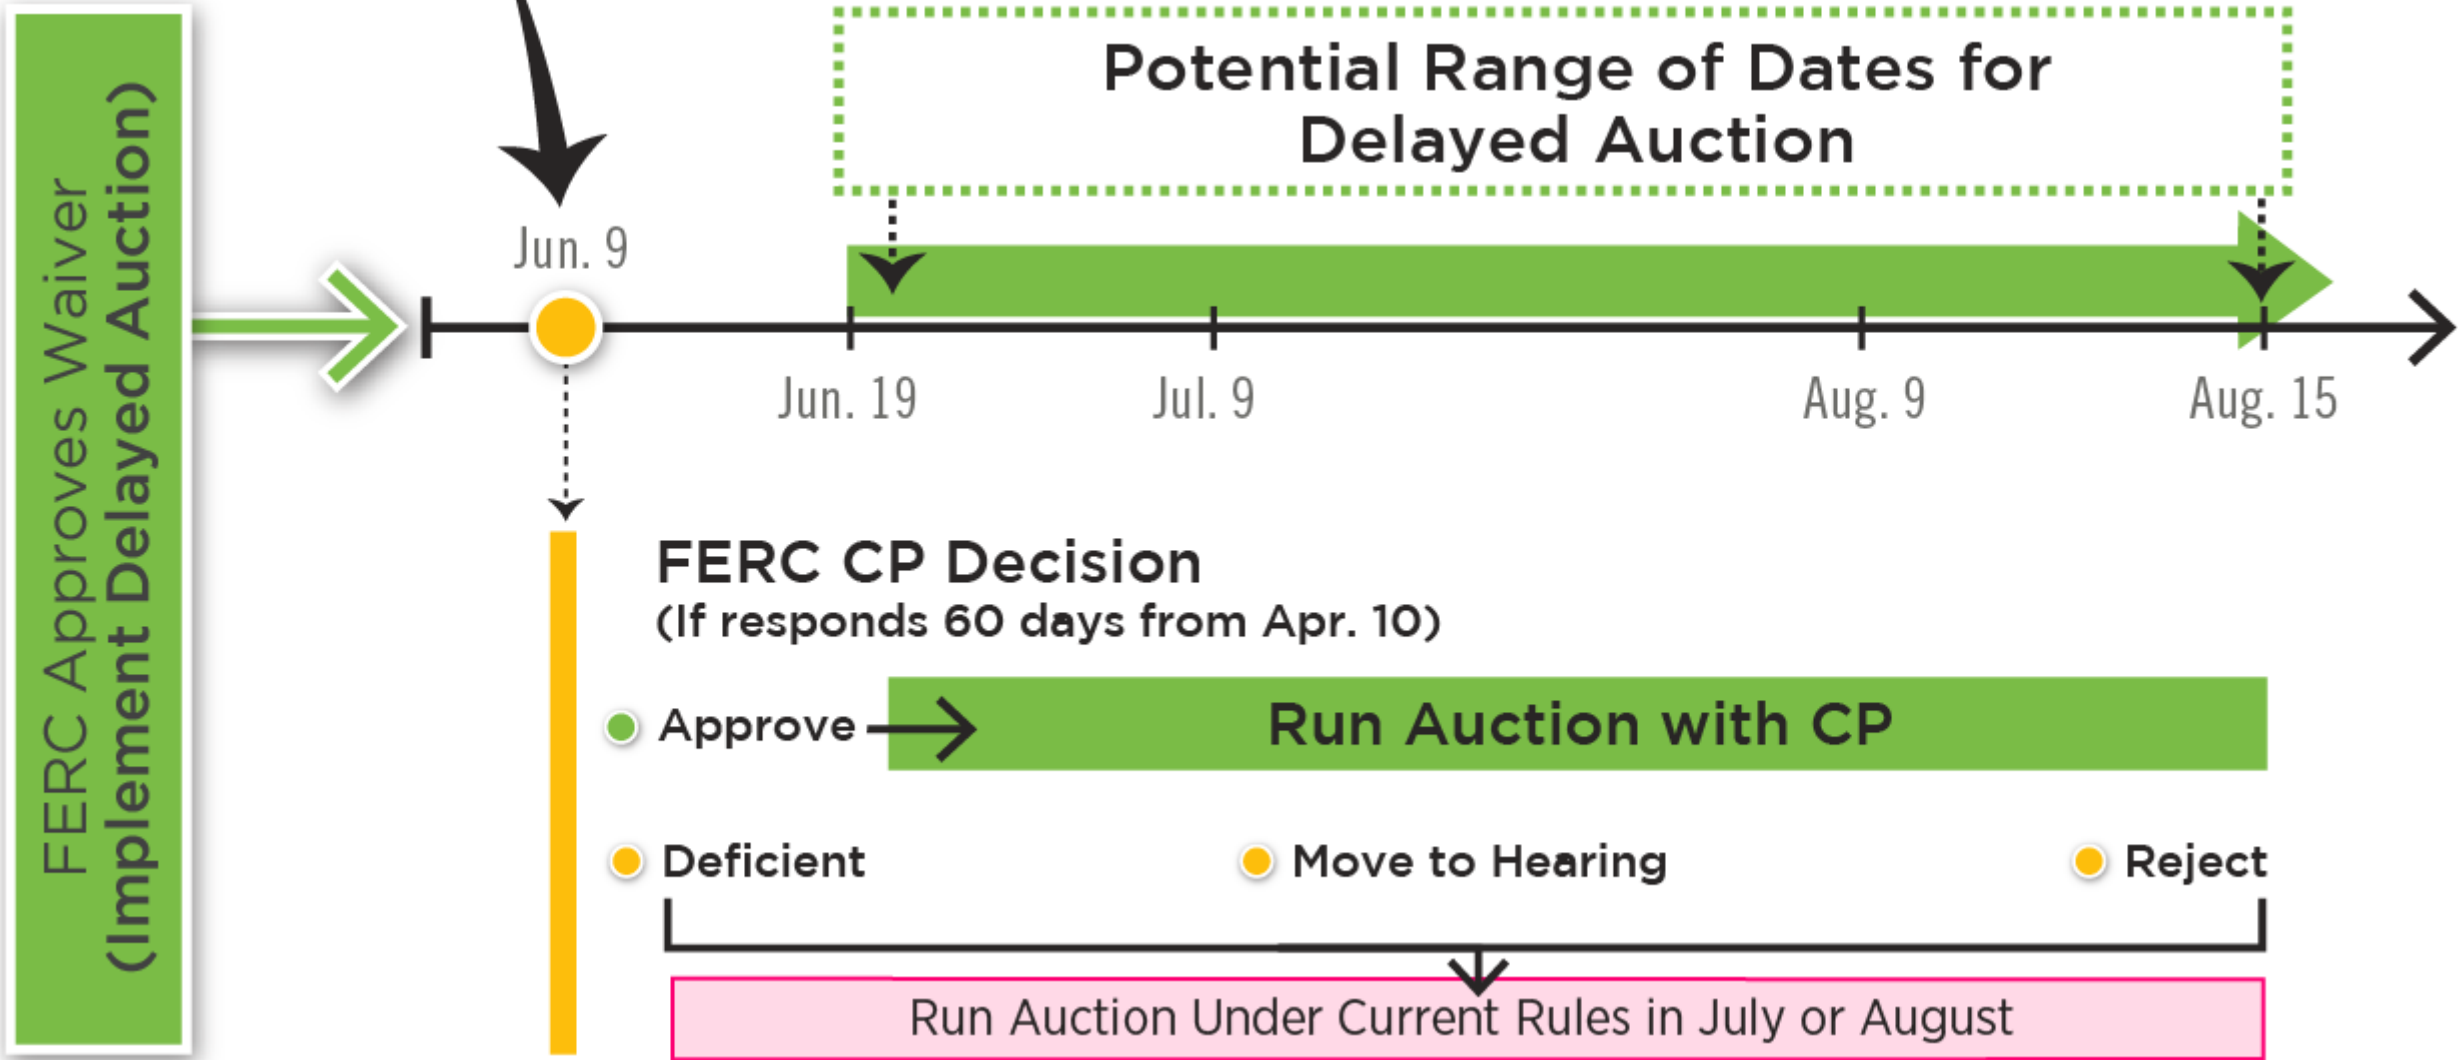 FERC Approves Waiver
(Implement Delayed Auction)
Potential Range of Dates for
Delayed Auction
Jun. 9
Jun. 19
Jul. 9
Aug. 9
Aug. 15
FERC CP Decision
(If responds 60 days from Apr. 10)
Approve
Run Auction with CP
Deficient
Move to Hearing
Reject
Run Auction Under Current Rules in July or August